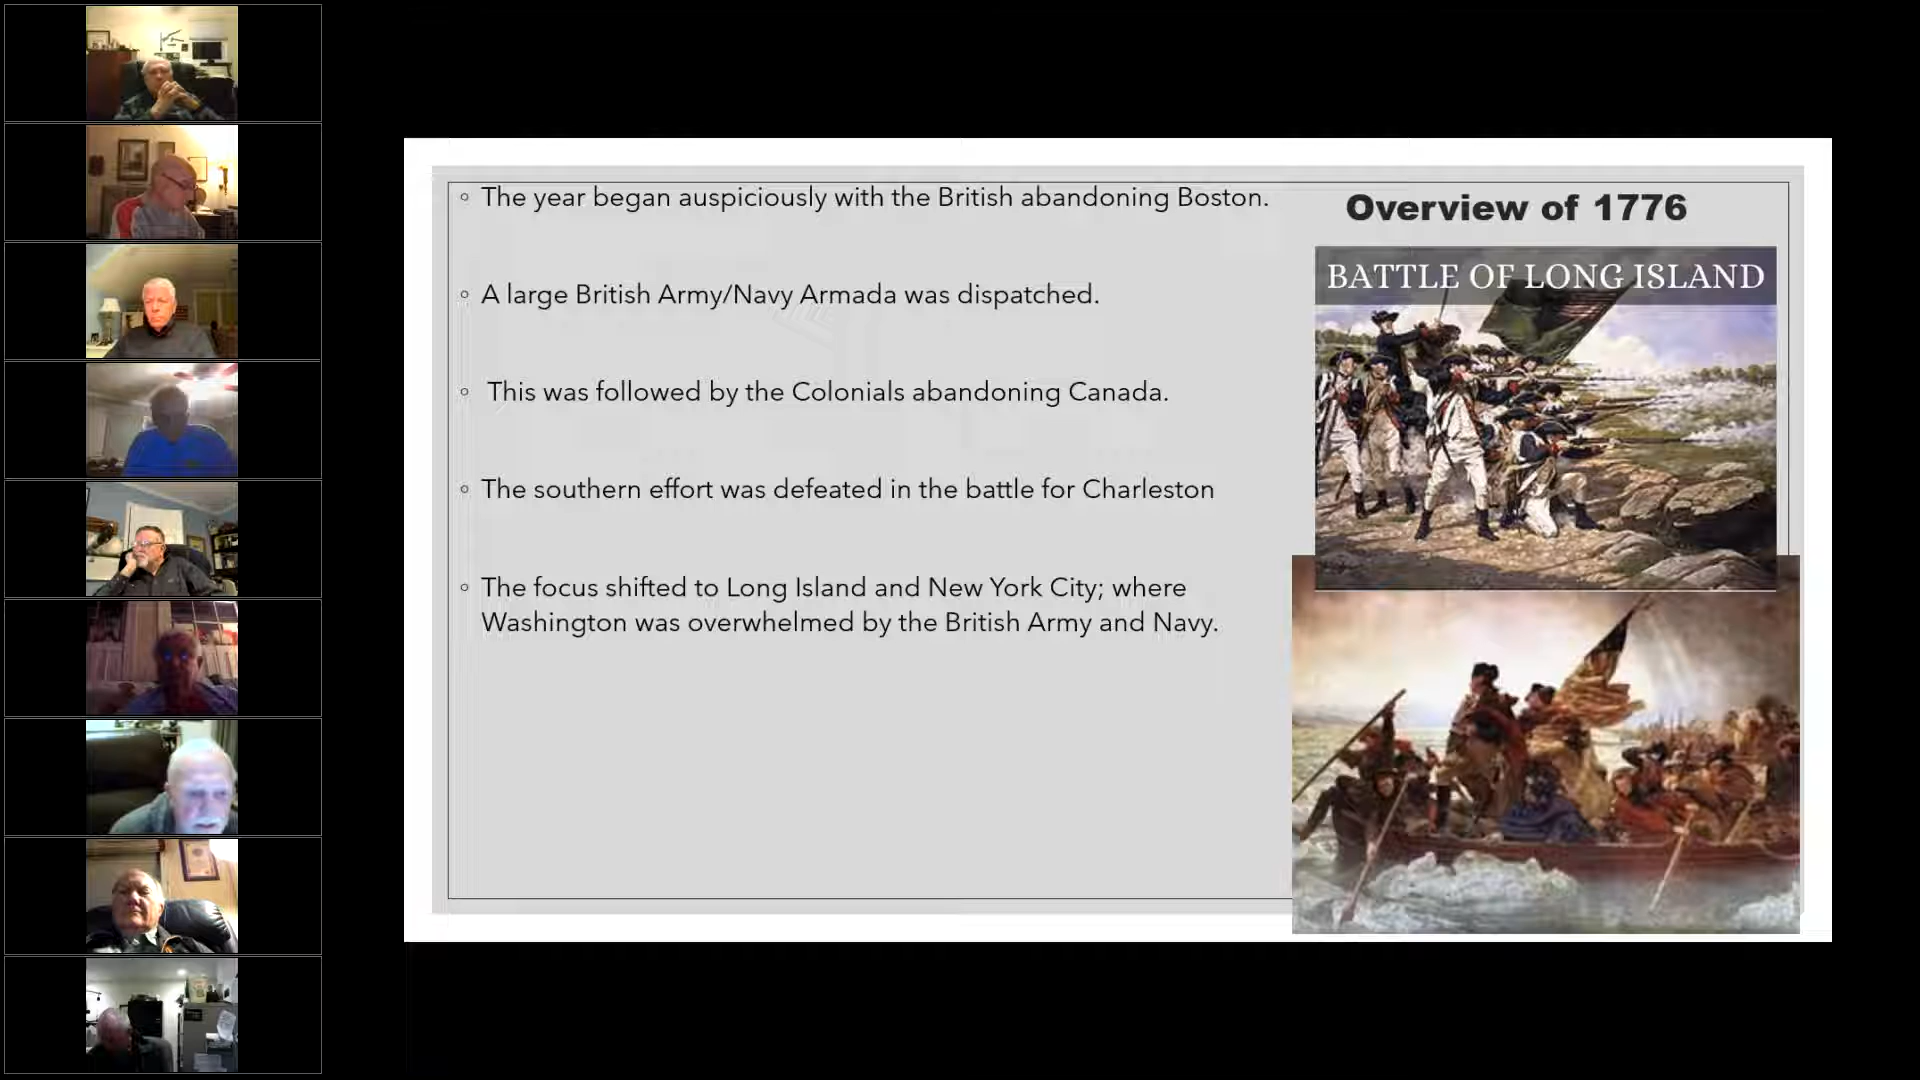 Overview of 1776
◦ The year began auspiciously with the British abandoning Boston.
◦ A large British Army/Navy Armada was dispatched.
◦ This was followed by the Colonials abandoning Canada.
◦ The southern effort was defeated in the battle for Charleston
◦ The focus shifted to Long Island and New York City; where
Washington was overwhelmed by the British Army and Navy.
BATTLE OF LONG ISLAND